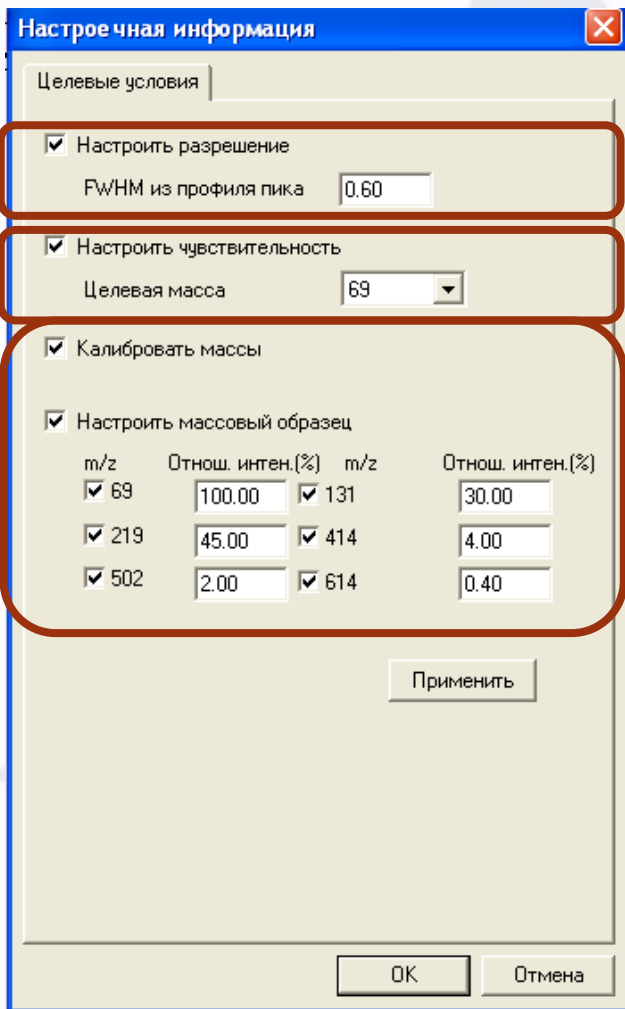 Настроечная информация
Целевые условия
Настроить разрешение
FWHM из профиля пика 0.60
Настроить чувствительность
Целевая масса 69
Калибровать массы
Настроить массовый образец
m/z Отнош. интен.(%) m/z Отнош. интен.(%)
69 100.00 131 30.00
219 45.00 414 4.00
502 2.00 614 0.40
Применить
OK Отмена